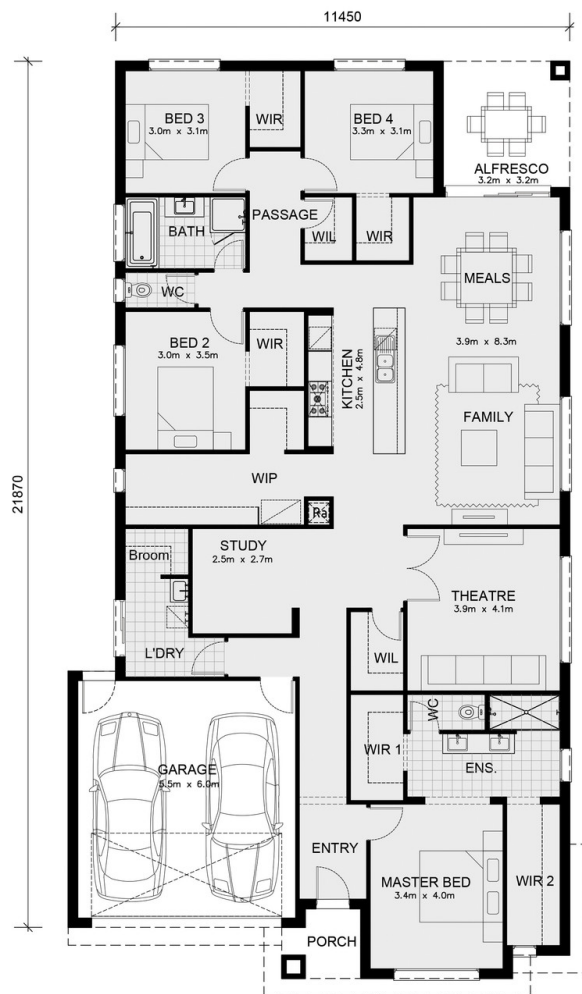 11450
21870
BED 3
3.0m x 3.1m
WIR
BED 4
3.3m x 3.1m
ALFRESCO
3.2m x 3.2m
PASSAGE
BATH
WIL
WIR
MEALS
WC
3.9m x 8.3m
BED 2
3.0m x 3.5m
WIR
KITCHEN
2.5m x 4.8m
FAMILY
WIP
Ra
STUDY
2.5m x 2.7m
Broom
THEATRE
3.9m x 4.1m
L'DRY
WIL
WC
WIR 1
ENS.
GARAGE
5.5m x 6.0m
ENTRY
MASTER BED
3.4m x 4.0m
WIR 2
PORCH